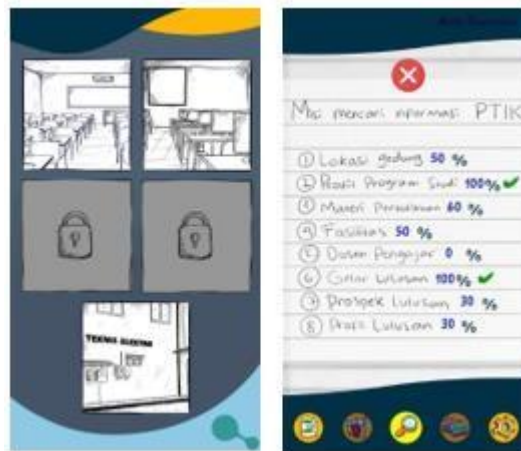 TEKNIK ELEKTRO
Misi mencari informasi PTIK
① Lokasi gedung 50 %
② Profil Program Studi 100% ✔
③ Materi Perkuliahan 60 %
④ Fasilitas 50 %
⑤ Dosen Pengajar 0 %
⑥ Gelar Lulusan 100% ✔
⑦ Prospek Lulusan 30 %
⑧ Profil Lulusan 30 %